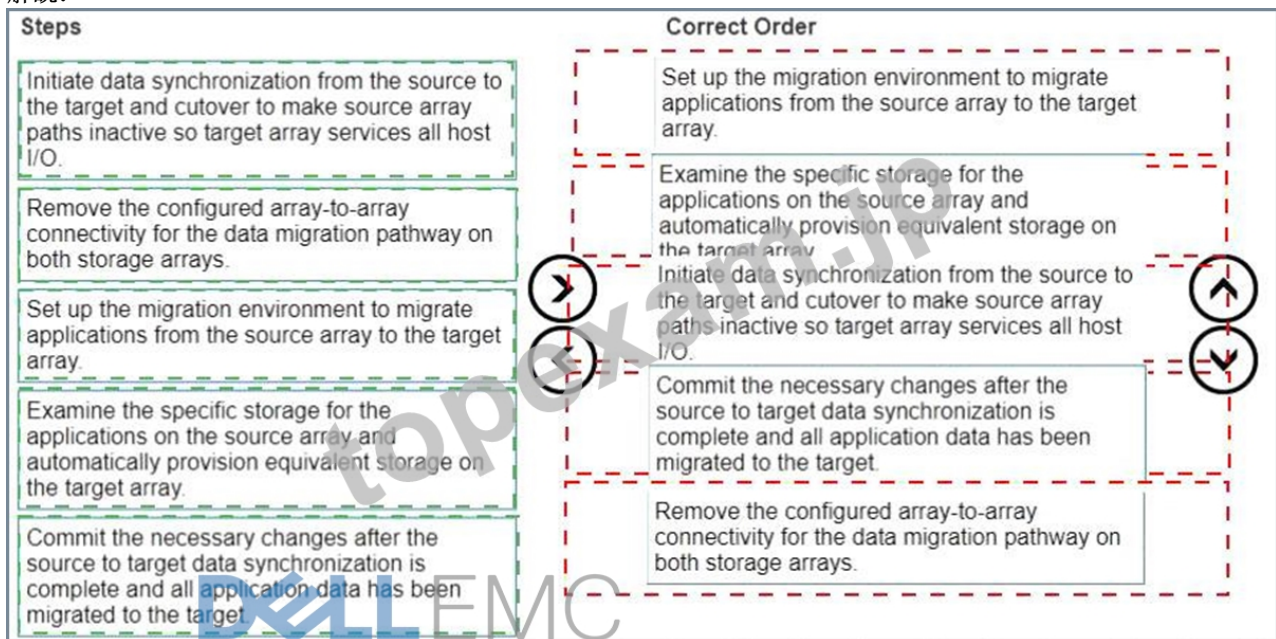 解説:
Steps
Initiate data synchronization from the source to
the target and cutover to make source array
paths inactive so target array services all host
I/O.
Remove the configured array-to-array
connectivity for the data migration pathway on
both storage arrays.
Set up the migration environment to migrate
applications from the source array to the target
array.
Examine the specific storage for the
applications on the source array and
automatically provision equivalent storage on
the target array.
Commit the necessary changes after the
source to target data synchronization is
complete and all application data has been
migrated to the target.
Correct Order
Set up the migration environment to migrate
applications from the source array to the target
array.
Examine the specific storage for the
applications on the source array and
automatically provision equivalent storage on
the target array
Initiate data synchronization from the source to
the target and cutover to make source array
paths inactive so target array services all host
I/O.
Commit the necessary changes after the
source to target data synchronization is
complete and all application data has been
migrated to the target.
Remove the configured array-to-array
connectivity for the data migration pathway on
both storage arrays.
topexam.jp
DELL EMC